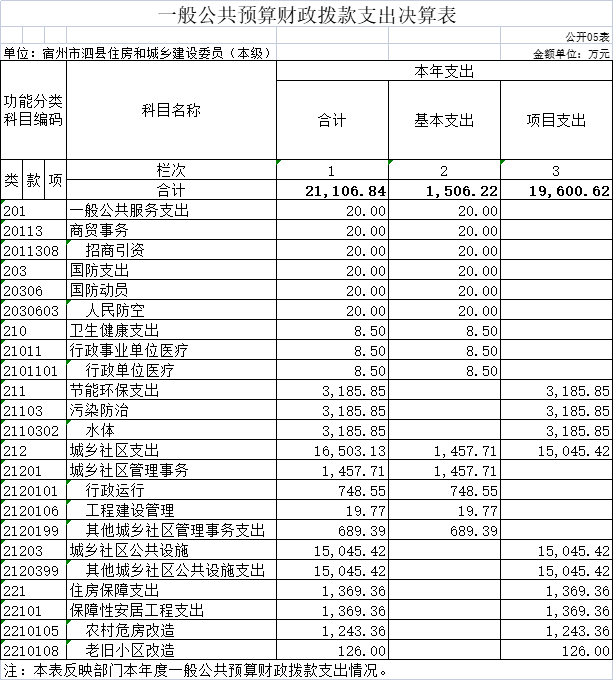 一般公共预算财政拨款支出决算表
公开05表
单位：宿州市泗县住房和城乡建设委员（本级） 金额单位：万元
功能分类科目编码 科目名称 本年支出
合计 基本支出 项目支出
类 款 项 栏次 1 2 3
合计 21,106.84 1,506.22 19,600.62
201 一般公共服务支出 20.00 20.00
20113 商贸事务 20.00 20.00
2011308 招商引资 20.00 20.00
203 国防支出 20.00 20.00
20306 国防动员 20.00 20.00
2030603 人民防空 20.00 20.00
210 卫生健康支出 8.50 8.50
21011 行政事业单位医疗 8.50 8.50
2101101 行政单位医疗 8.50 8.50
211 节能环保支出 3,185.85 3,185.85
21103 污染防治 3,185.85 3,185.85
2110302 水体 3,185.85 3,185.85
212 城乡社区支出 16,503.13 1,457.71 15,045.42
21201 城乡社区管理事务 1,457.71 1,457.71
2120101 行政运行 748.55 748.55
2120106 工程建设管理 19.77 19.77
2120199 其他城乡社区管理事务支出 689.39 689.39
21203 城乡社区公共设施 15,045.42 15,045.42
2120399 其他城乡社区公共设施支出 15,045.42 15,045.42
221 住房保障支出 1,369.36 1,369.36
22101 保障性安居工程支出 1,369.36 1,369.36
2210105 农村危房改造 1,243.36 1,243.36
2210108 老旧小区改造 126.00 126.00
注：本表反映部门本年度一般公共预算财政拨款支出情况。